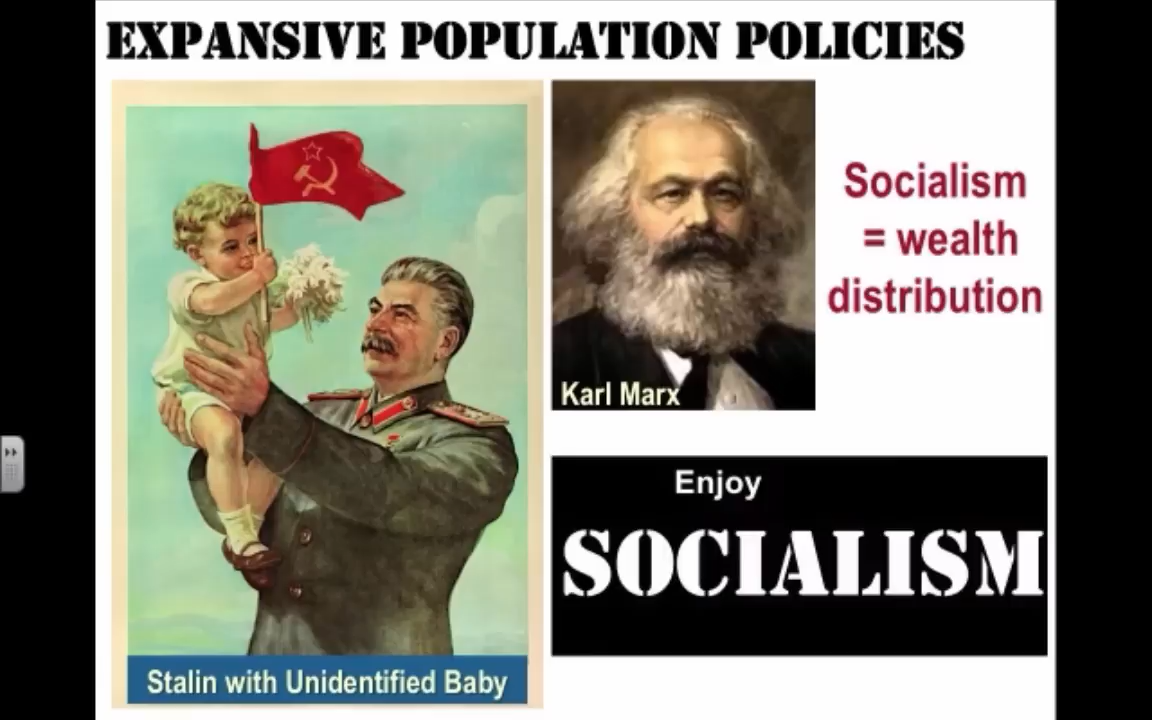 EXPANSIVE POPULATION POLICIES
Stalin with Unidentified Baby
Karl Marx
Socialism
= wealth
distribution
Enjoy
SOCIALISM